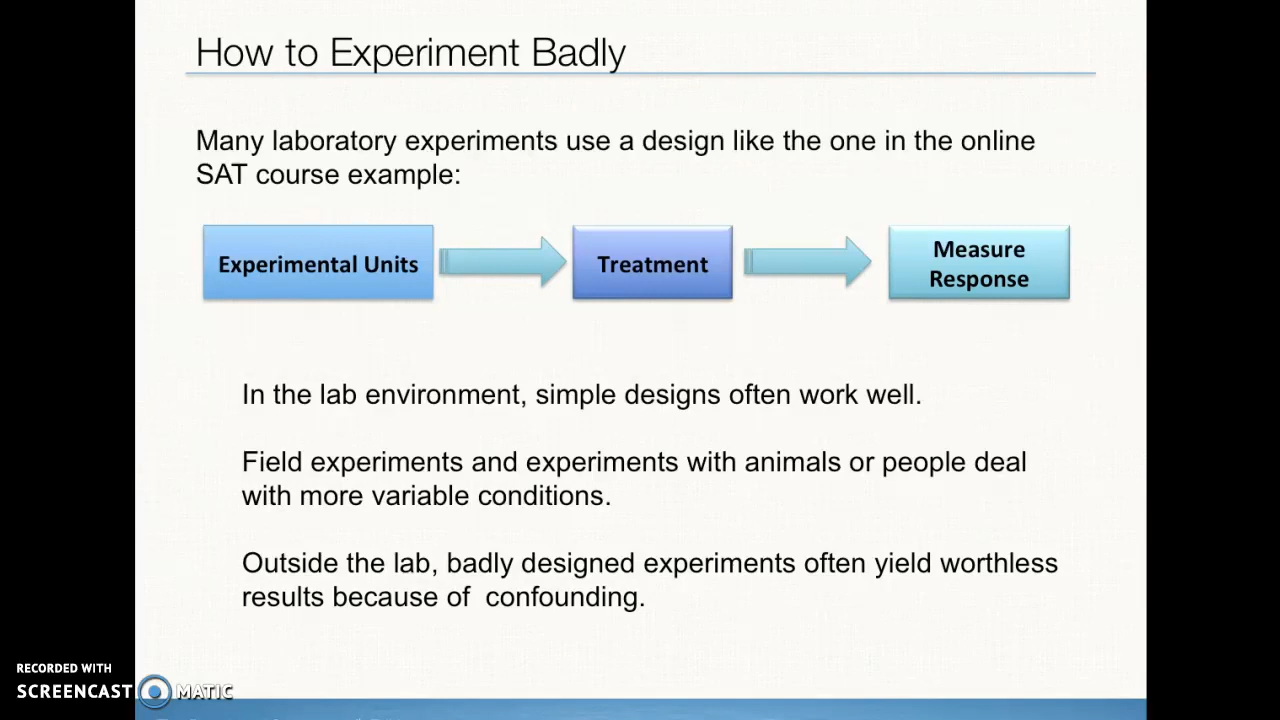 How to Experiment Badly
Many laboratory experiments use a design like the one in the online
SAT course example:
Experimental Units
Treatment
Measure
Response
In the lab environment, simple designs often work well.
Field experiments and experiments with animals or people deal
with more variable conditions.
Outside the lab, badly designed experiments often yield worthless
results because of  confounding.
RECORDED WITH
SCREENCAST MATIC